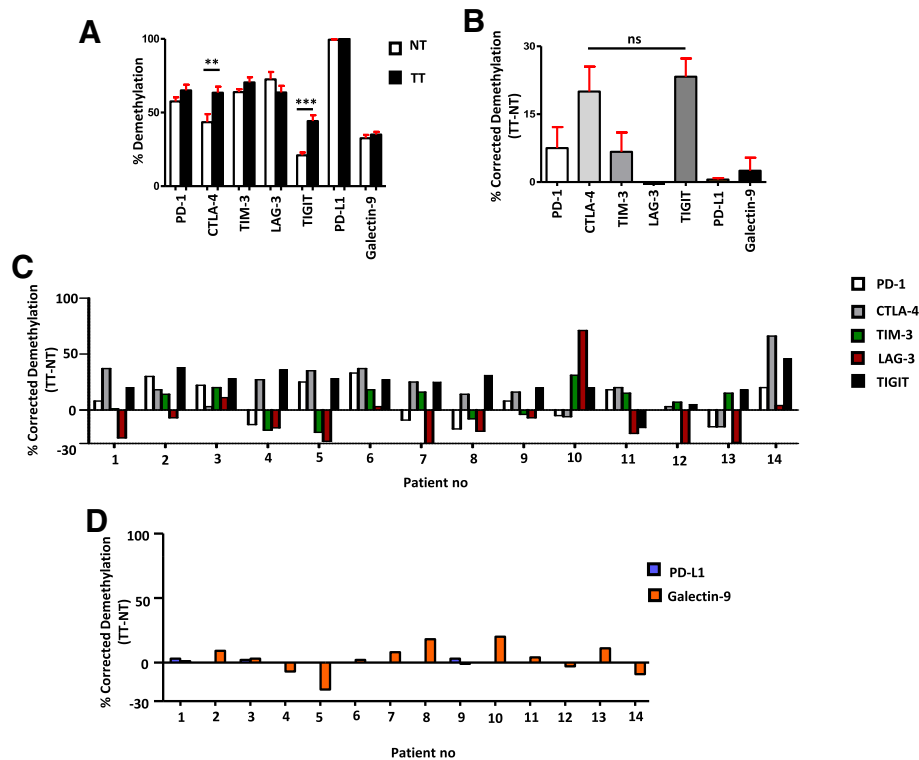 A
% Demethylation
100
50
0
**
***
NT
TT
PD-1
CTLA-4
TIM-3
LAG-3
TIGIT
PD-L1
Galectin-9
B
% Corrected Demethylation
(TT-NT)
30
15
0
ns
PD-1
CTLA-4
TIM-3
LAG-3
TIGIT
PD-L1
Galectin-9
C
% Corrected Demethylation
(TT-NT)
100
50
0
-30
1 2 3 4 5 6 7 8 9 10 11 12 13 14
Patient no
PD-1
CTLA-4
TIM-3
LAG-3
TIGIT
D
% Corrected Demethylation
(TT-NT)
100
50
0
-30
1 2 3 4 5 6 7 8 9 10 11 12 13 14
Patient no
PD-L1
Galectin-9